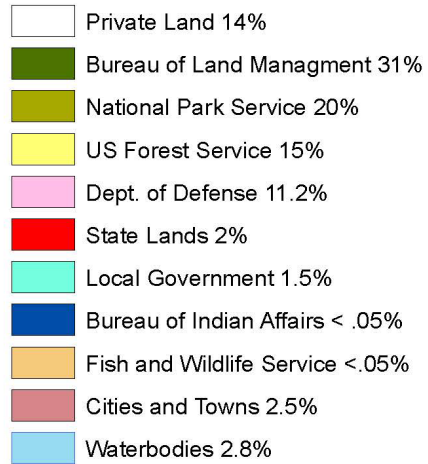 Private Land 14%
Bureau of Land Managment 31%
National Park Service 20%
US Forest Service 15%
Dept. of Defense 11.2%
State Lands 2%
Local Government 1.5%
Bureau of Indian Affairs < .05%
Fish and Wildlife Service <.05%
Cities and Towns 2.5%
Waterbodies 2.8%